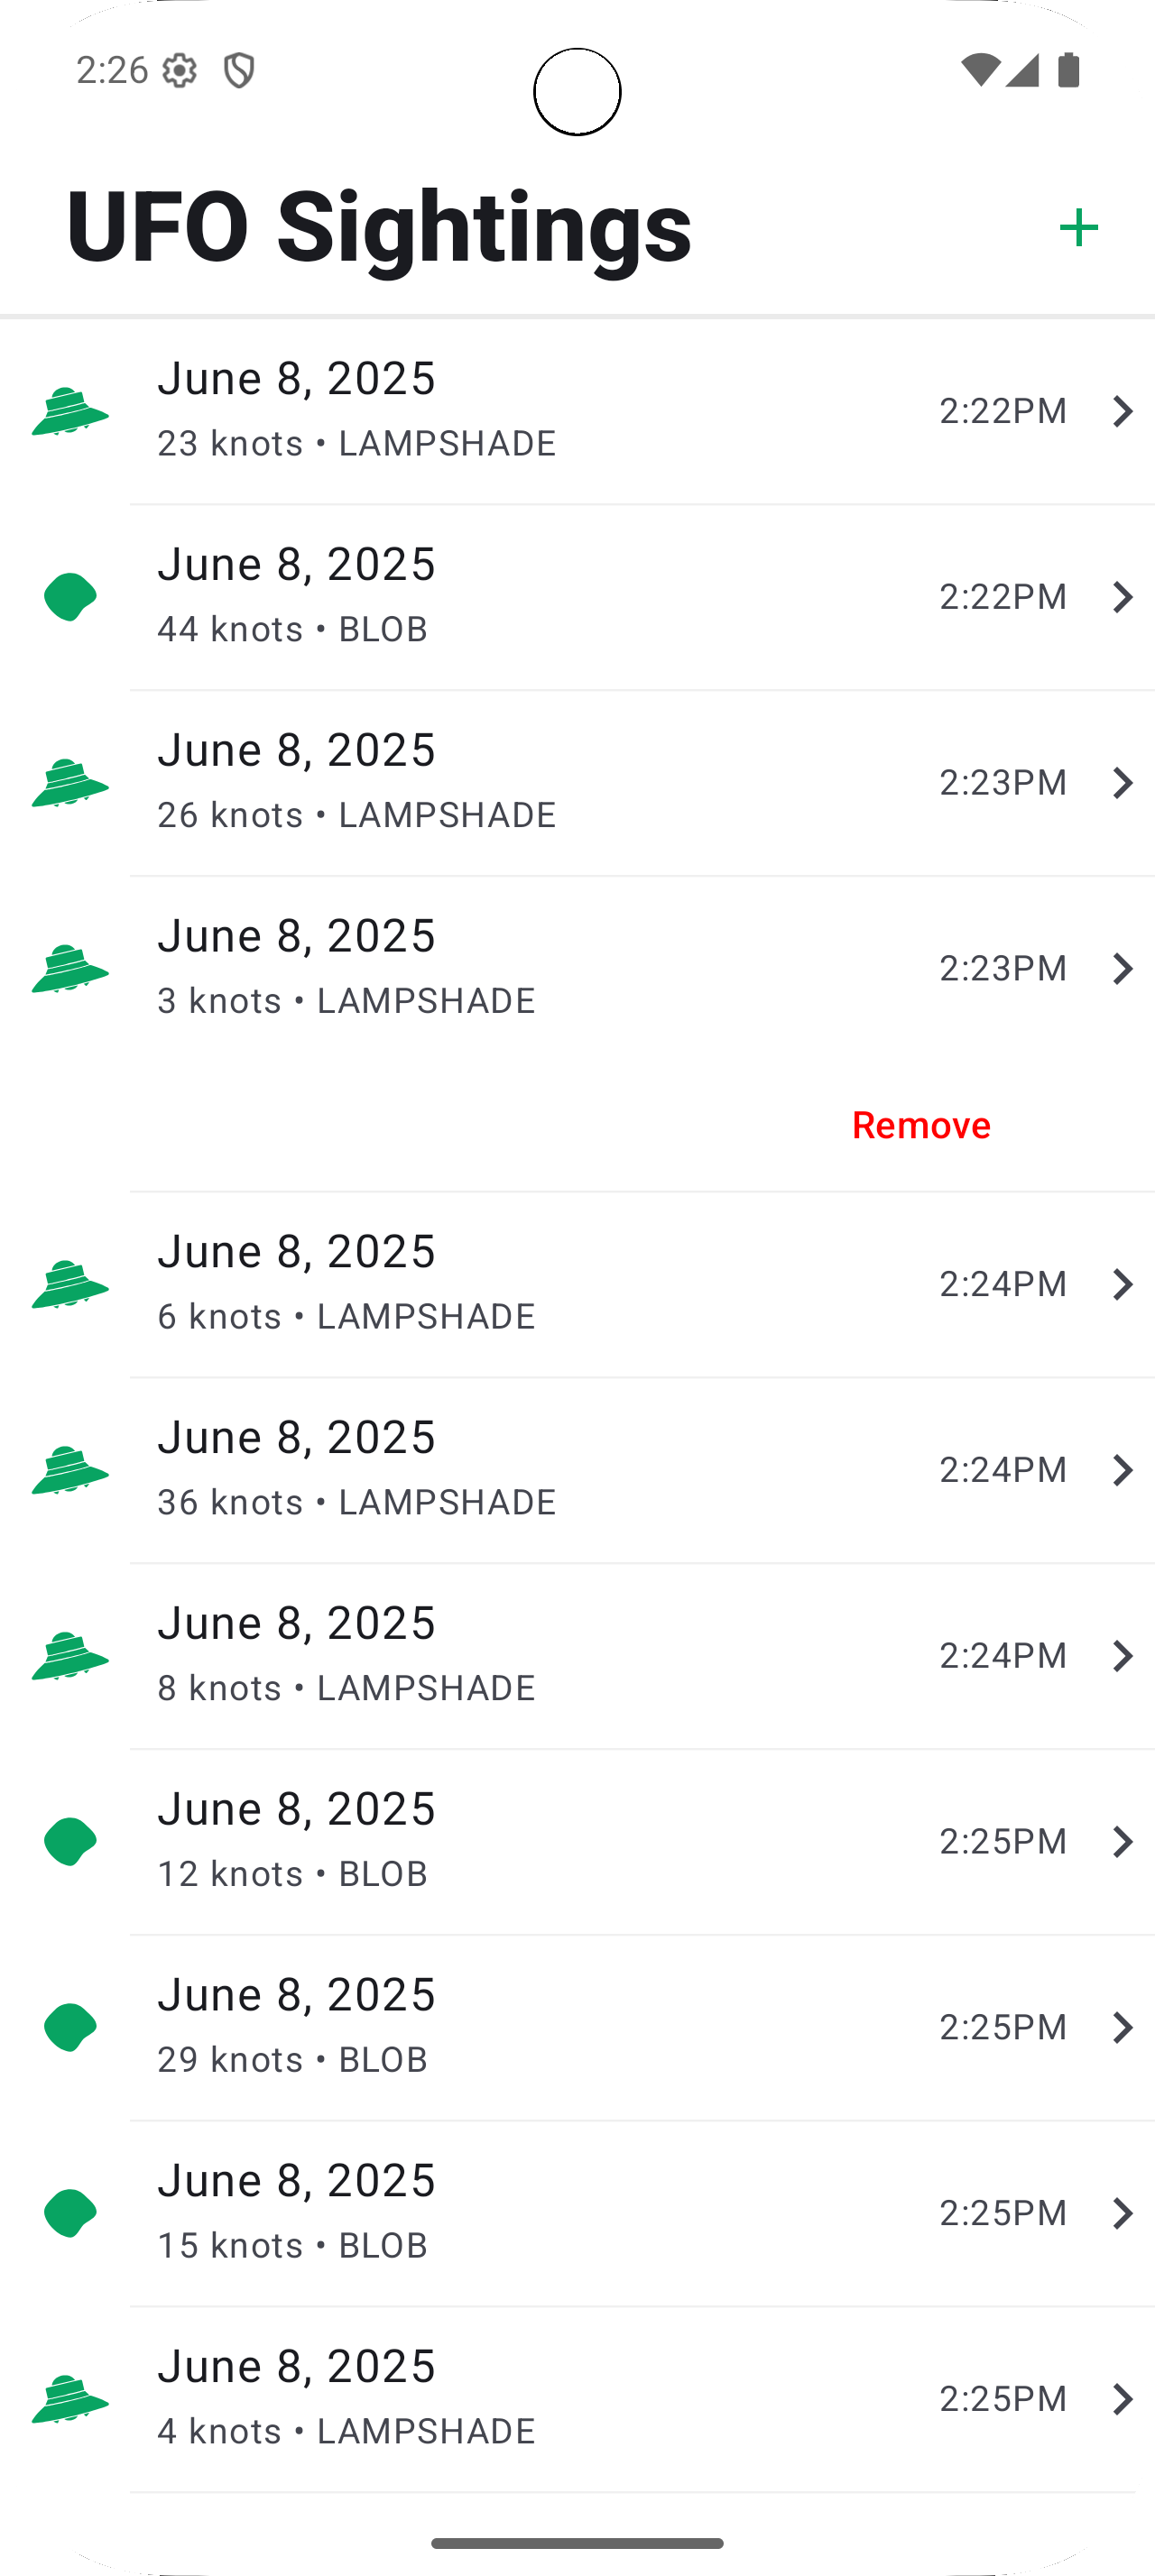 2:26
UFO Sightings
June 8, 2025
23 knots • LAMPSHADE
2:22PM
June 8, 2025
44 knots • BLOB
2:22PM
June 8, 2025
26 knots • LAMPSHADE
2:23PM
June 8, 2025
3 knots • LAMPSHADE
2:23PM
Remove
June 8, 2025
6 knots • LAMPSHADE
2:24PM
June 8, 2025
36 knots • LAMPSHADE
2:24PM
June 8, 2025
8 knots • LAMPSHADE
2:24PM
June 8, 2025
12 knots • BLOB
2:25PM
June 8, 2025
29 knots • BLOB
2:25PM
June 8, 2025
15 knots • BLOB
2:25PM
June 8, 2025
4 knots • LAMPSHADE
2:25PM